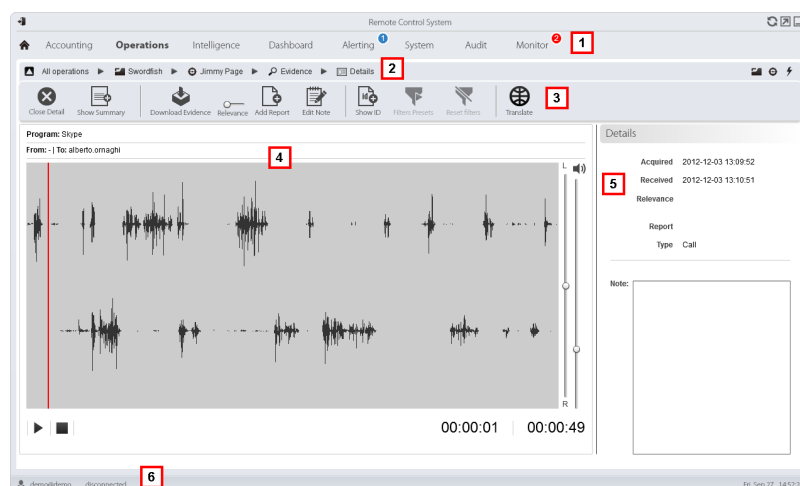 Remote Control System
Accounting Operations Intelligence Dashboard Alerting 1 System Audit Monitor 2 1
All operations Swordfish Jimmy Page Evidence Details 2
Close Detail Show Summary Download Evidence Relevance Add Report Edit Note Show ID Filters Presets Reset filters Translate 3
Program: Skype
From: - | To: alberto.ornaghi
4
L
R
00:00:01 00:00:49
Details
Acquired 2012-12-03 13:09:52
Received 2012-12-03 13:10:51
5
Relevance
Report
Type Call
Note:
demo@demo disconnected 6
Fri, Sep 27,